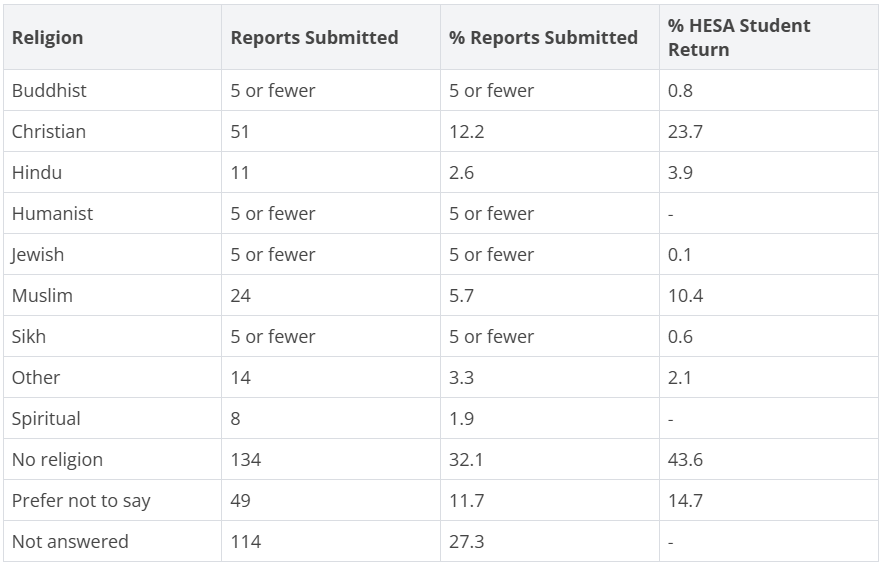 Religion Reports Submitted % Reports Submitted % HESA Student Return
Buddhist 5 or fewer 5 or fewer 0.8
Christian 51 12.2 23.7
Hindu 11 2.6 3.9
Humanist 5 or fewer 5 or fewer -
Jewish 5 or fewer 5 or fewer 0.1
Muslim 24 5.7 10.4
Sikh 5 or fewer 5 or fewer 0.6
Other 14 3.3 2.1
Spiritual 8 1.9 -
No religion 134 32.1 43.6
Prefer not to say 49 11.7 14.7
Not answered 114 27.3 -